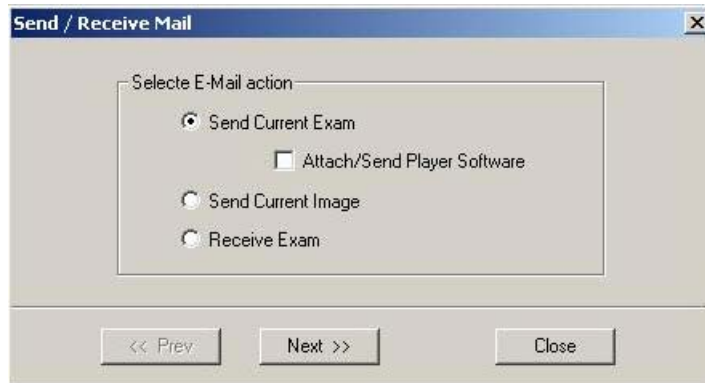 Send / Receive Mail
Selecte E-Mail action
Send Current Exam
Attach/Send Player Software
Send Current Image
Receive Exam
<< Prev Next >> Close